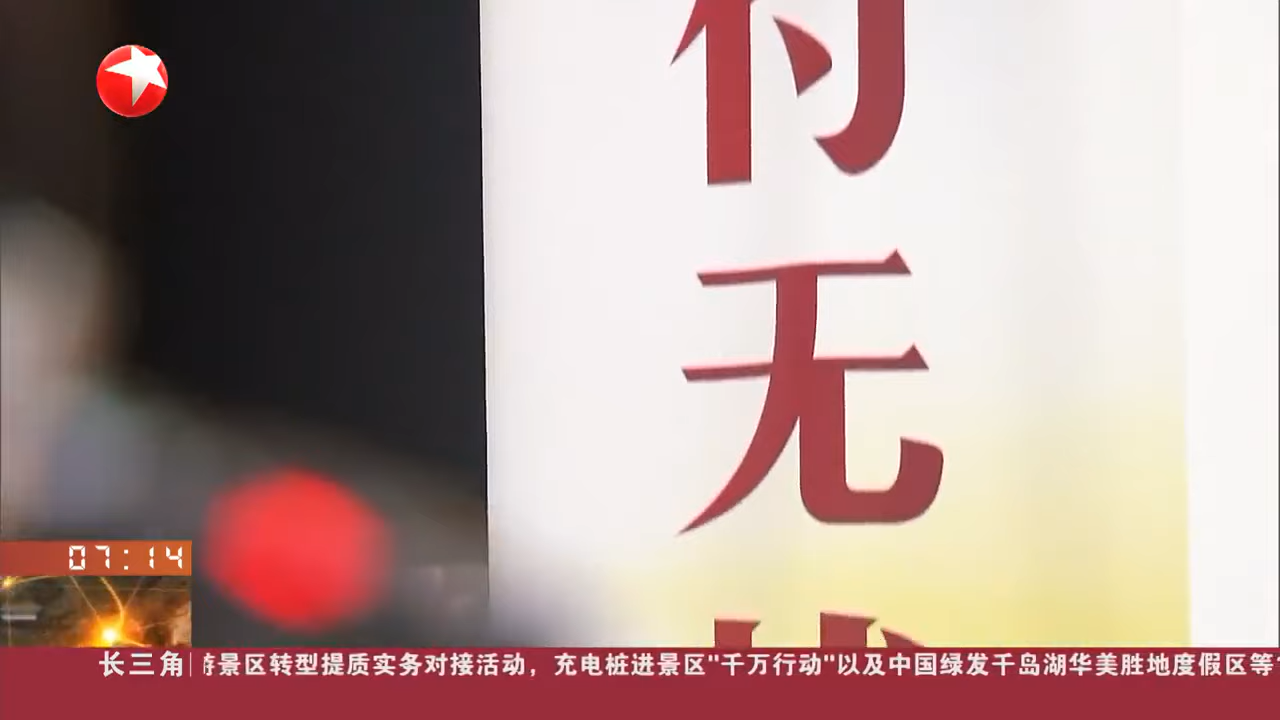 付
无
07:14
长三角
景区转型提质实务对接活动，充电桩进景区"千万行动"以及中国绿发千岛湖华美胜地度假区等